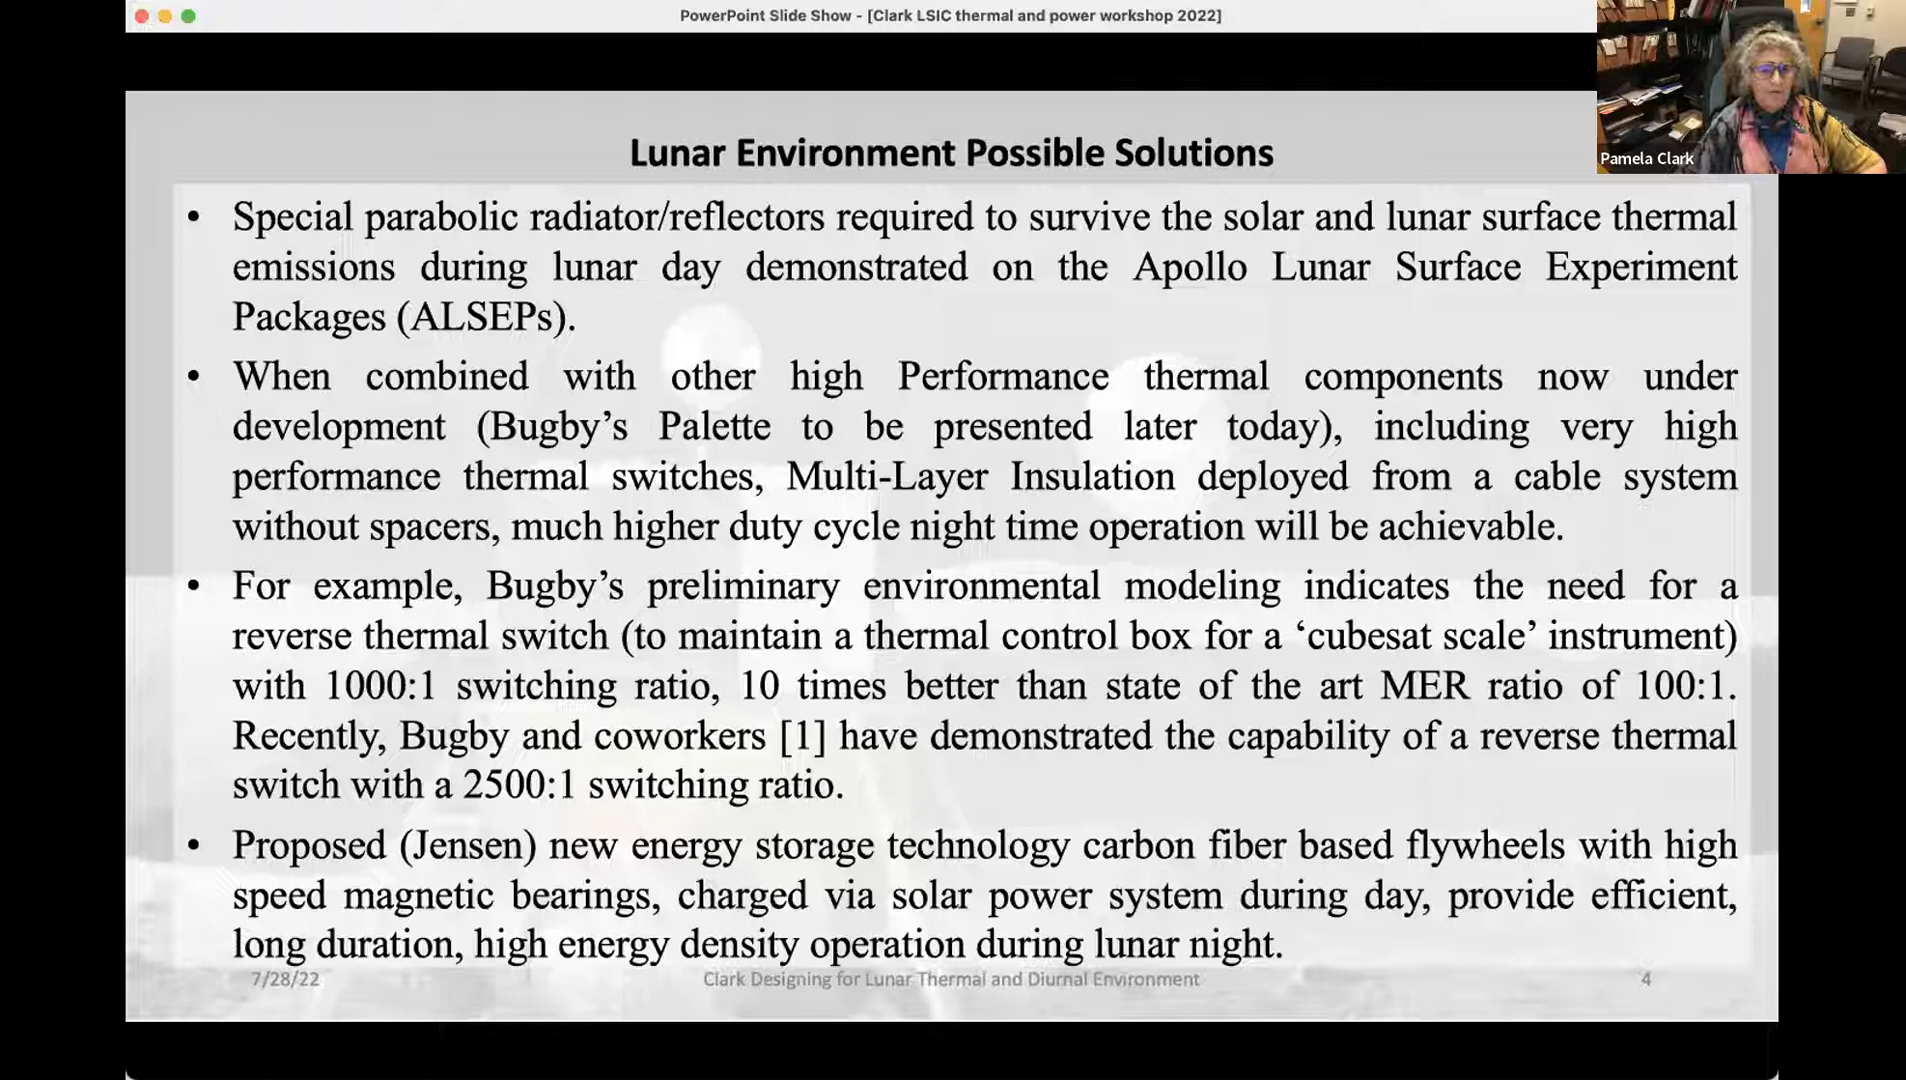 PowerPoint Slide Show - [Clark LSIC thermal and power workshop 2022]
Pamela Clark
Lunar Environment Possible Solutions
• Special parabolic radiator/reflectors required to survive the solar and lunar surface thermal
emissions during lunar day demonstrated on the Apollo Lunar Surface Experiment
Packages (ALSEPs).
• When combined with other high Performance thermal components now under
development (Bugby’s Palette to be presented later today), including very high
performance thermal switches, Multi-Layer Insulation deployed from a cable system
without spacers, much higher duty cycle night time operation will be achievable.
• For example, Bugby’s preliminary environmental modeling indicates the need for a
reverse thermal switch (to maintain a thermal control box for a ‘cubesat scale’ instrument)
with 1000:1 switching ratio, 10 times better than state of the art MER ratio of 100:1.
Recently, Bugby and coworkers [1] have demonstrated the capability of a reverse thermal
switch with a 2500:1 switching ratio.
• Proposed (Jensen) new energy storage technology carbon fiber based flywheels with high
speed magnetic bearings, charged via solar power system during day, provide efficient,
long duration, high energy density operation during lunar night.
7/28/22
Clark Designing for Lunar Thermal and Diurnal Environment
4